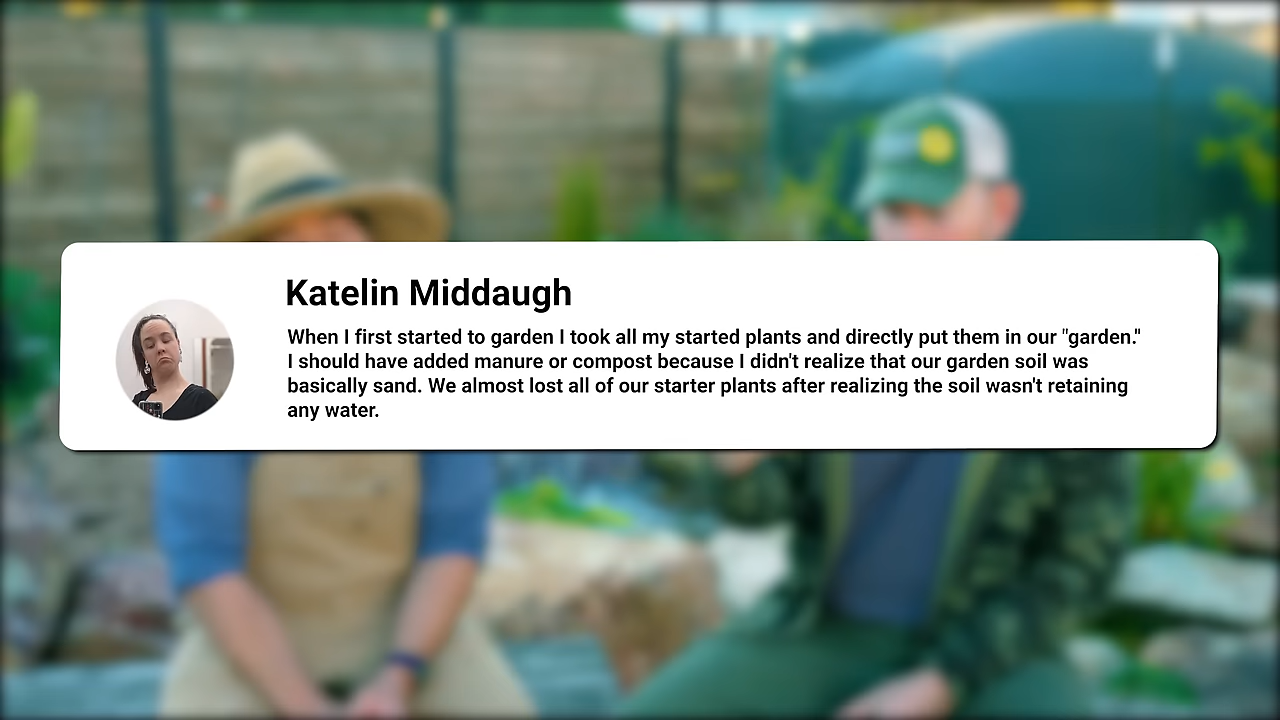 Katelin Middaugh
When I first started to garden I took all my started plants and directly put them in our "garden."
I should have added manure or compost because I didn't realize that our garden soil was
basically sand. We almost lost all of our starter plants after realizing the soil wasn't retaining
any water.